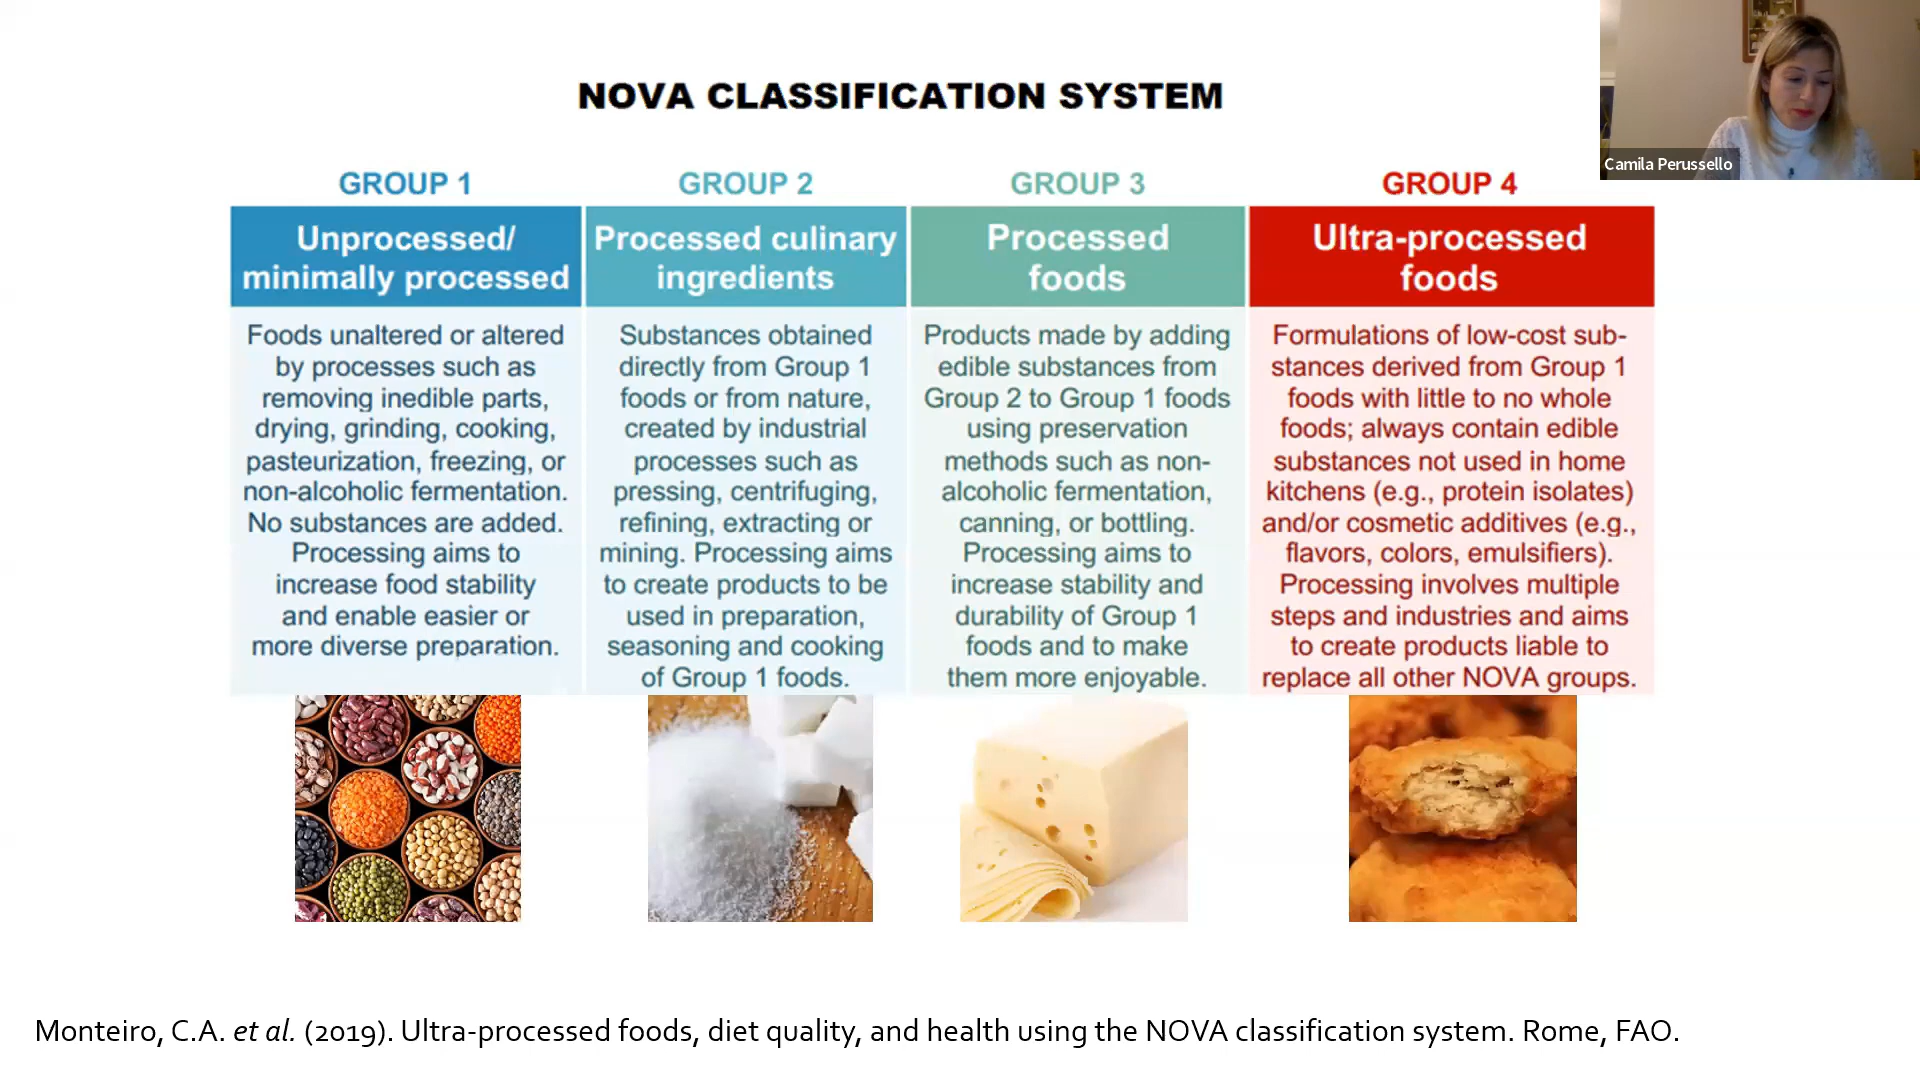 NOVA CLASSIFICATION SYSTEM
Camila Perussello
GROUP 1
Unprocessed/
minimally processed
Foods unaltered or altered
by processes such as
removing inedible parts,
drying, grinding, cooking,
pasteurization, freezing, or
non-alcoholic fermentation.
No substances are added.
Processing aims to
increase food stability
and enable easier or
more diverse preparation.
GROUP 2
Processed culinary
ingredients
Substances obtained
directly from Group 1
foods or from nature,
created by industrial
processes such as
pressing, centrifuging,
refining, extracting or
mining. Processing aims
to create products to be
used in preparation,
seasoning and cooking
of Group 1 foods.
GROUP 3
Processed
foods
Products made by adding
edible substances from
Group 2 to Group 1 foods
using preservation
methods such as non-
alcoholic fermentation,
canning, or bottling.
Processing aims to
increase stability and
durability of Group 1
foods and to make
them more enjoyable.
GROUP 4
Ultra-processed
foods
Formulations of low-cost sub-
stances derived from Group 1
foods with little to no whole
foods; always contain edible
substances not used in home
kitchens (e.g., protein isolates)
and/or cosmetic additives (e.g.,
flavors, colors, emulsifiers).
Processing involves multiple
steps and industries and aims
to create products liable to
replace all other NOVA groups.
Monteiro, C.A. et al. (2019). Ultra-processed foods, diet quality, and health using the NOVA classification system. Rome, FAO.